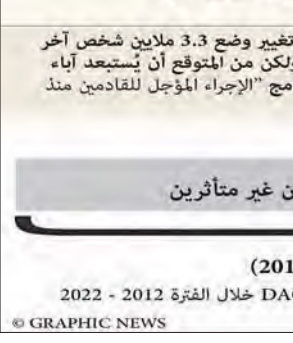 تغيير وضع 3.3 ملايين شخص آخر
ولكن من المتوقع أن يُستبعد آباء
مج "الإجراء المؤجل للقادمين منذ
ن غير متأثرين
(201
DAC خلال الفترة 2012 - 2022
© GRAPHIC NEWS